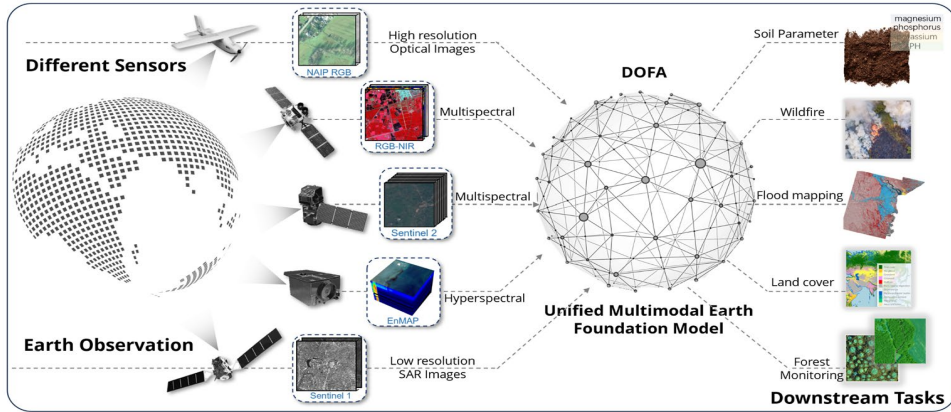 Different Sensors
NAIP RGB
High resolution
Optical Images
RGB-NIR
Multispectral
Sentinel 2
Multispectral
EnMAP
Hyperspectral
Earth Observation
Sentinel 1
Low resolution
SAR Images
DOFA
Unified Multimodal Earth
Foundation Model
Soil Parameter
magnesium
phosphorus
potassium
PH
Wildfire
Flood mapping
Land cover
Forest
Monitoring
Downstream Tasks